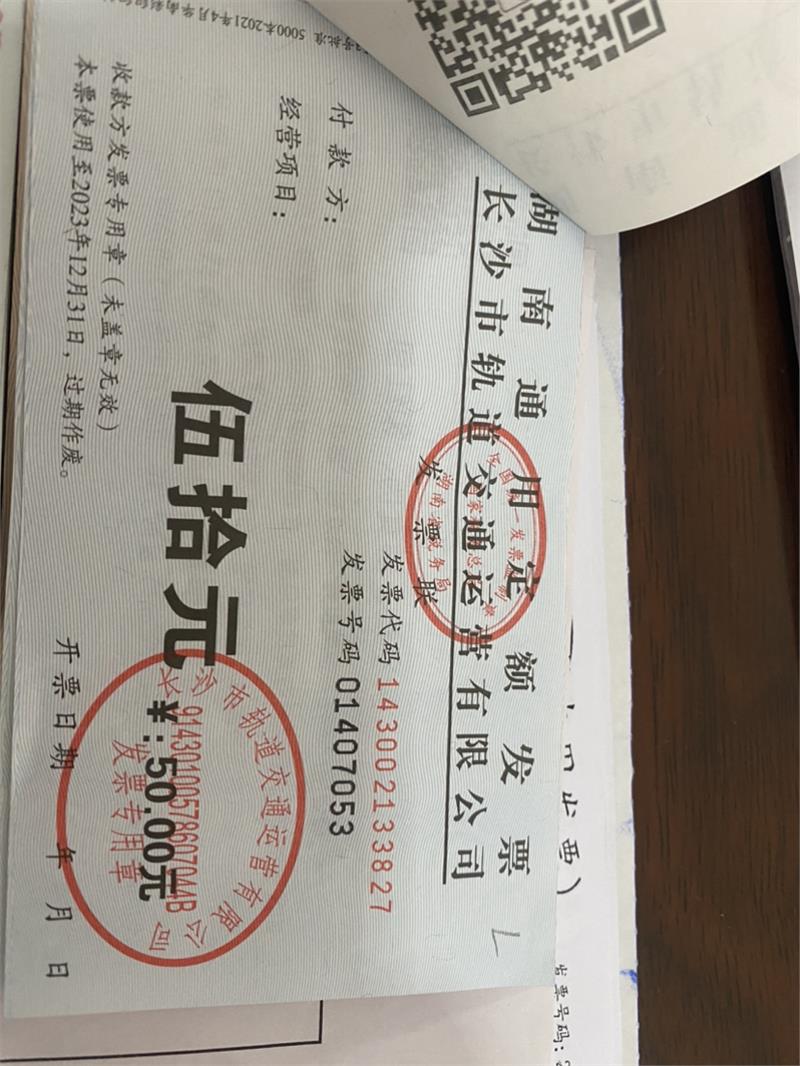 湖南通用定额发票
长沙市轨道交通运营有限公司
发票联
发票代码 143002133827
发票号码 01407053
付款方：
经营项目：
伍拾元 ¥：50.00元
收款方发票专用章（未盖章无效）
本票使用至2023年12月31日，过期作废。
开票日期 年 月 日
长沙市轨道交通运营有限公司
91430100578607044B
发票专用章
发票号码：